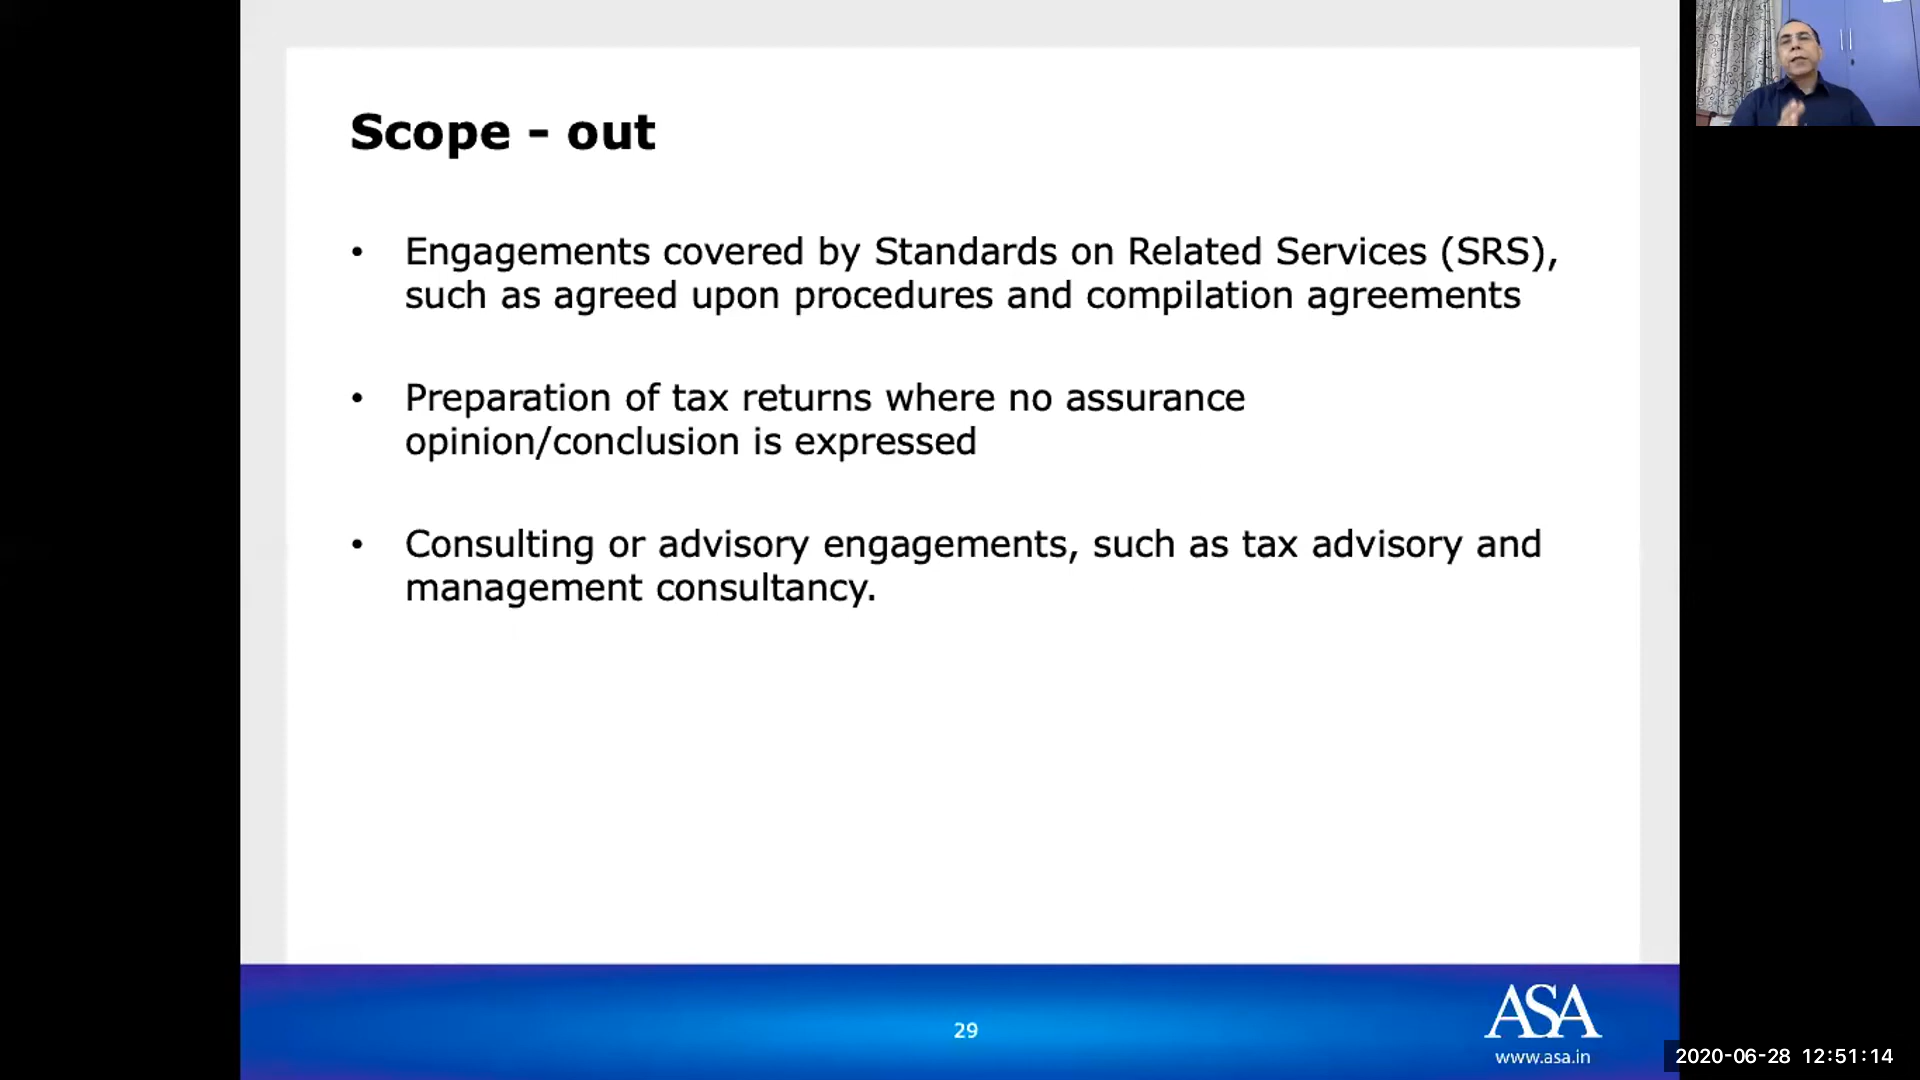 Scope - out
• Engagements covered by Standards on Related Services (SRS),
such as agreed upon procedures and compilation agreements
• Preparation of tax returns where no assurance
opinion/conclusion is expressed
• Consulting or advisory engagements, such as tax advisory and
management consultancy.
29
ASA
www.asa.in
2020-06-28 12:51:14